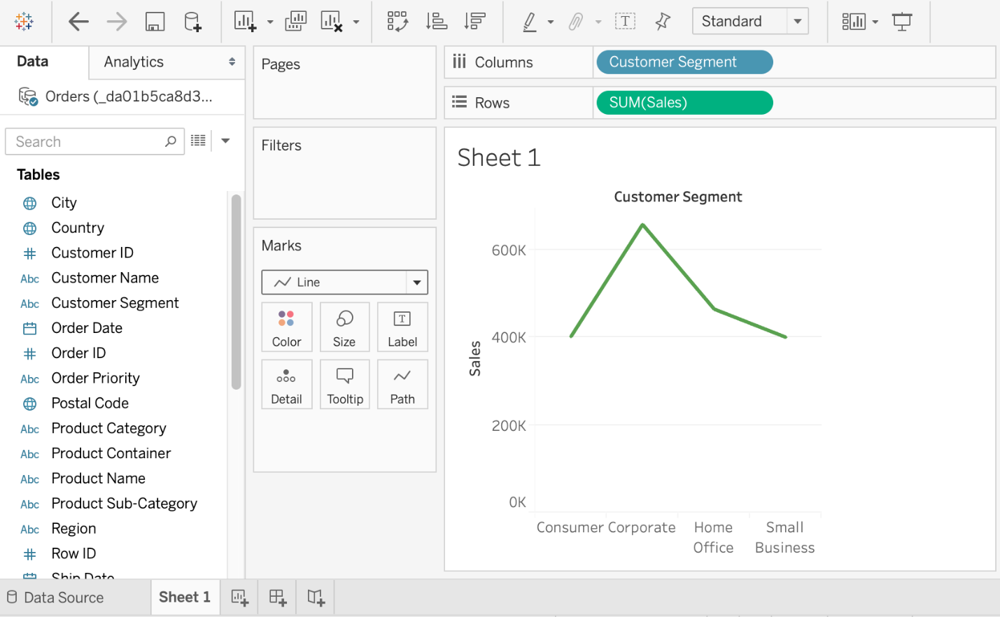 Standard
Data
Analytics
Orders (_da01b5ca8d3...
Search
Tables
City
Country
# Customer ID
Abc Customer Name
Abc Customer Segment
Order Date
# Order ID
Abc Order Priority
Postal Code
Abc Product Category
Abc Product Container
Abc Product Name
Abc Product Sub-Category
Abc Region
# Row ID
Ship Date
Pages
Filters
Marks
Line
Color
Size
T
Label
Detail
Tooltip
Path
Columns
Customer Segment
Rows
SUM(Sales)
Sheet 1
Customer Segment
600K
400K
200K
0K
Sales
Consumer Corporate Home Small
Office Business
Data Source
Sheet 1